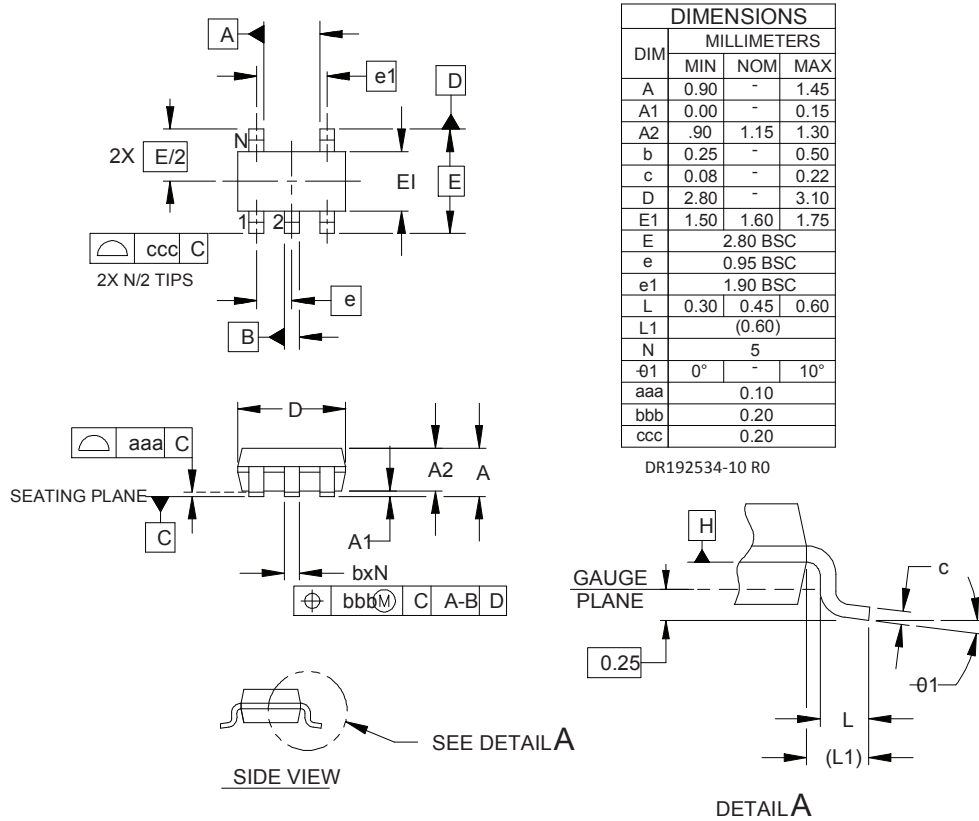 A
e1
D
N
2X E/2
E1
E
1 2
ccc C
2X N/2 TIPS
e
B
DIMENSIONS
DIM MILLIMETERS
MIN NOM MAX
A 0.90 - 1.45
A1 0.00 - 0.15
A2 .90 1.15 1.30
b 0.25 - 0.50
c 0.08 - 0.22
D 2.80 - 3.10
E1 1.50 1.60 1.75
E 2.80 BSC
e 0.95 BSC
e1 1.90 BSC
L 0.30 0.45 0.60
L1 (0.60)
N 5
θ1 0° - 10°
aaa 0.10
bbb 0.20
ccc 0.20
DR192534-10 R0
D
aaa C
A2 A
SEATING PLANE
C
A1
bxN
⌖ bbbⓂ C A-B D
H
GAUGE
PLANE
c
0.25
θ1
L
(L1)
SEE DETAIL A
SIDE VIEW
DETAIL A